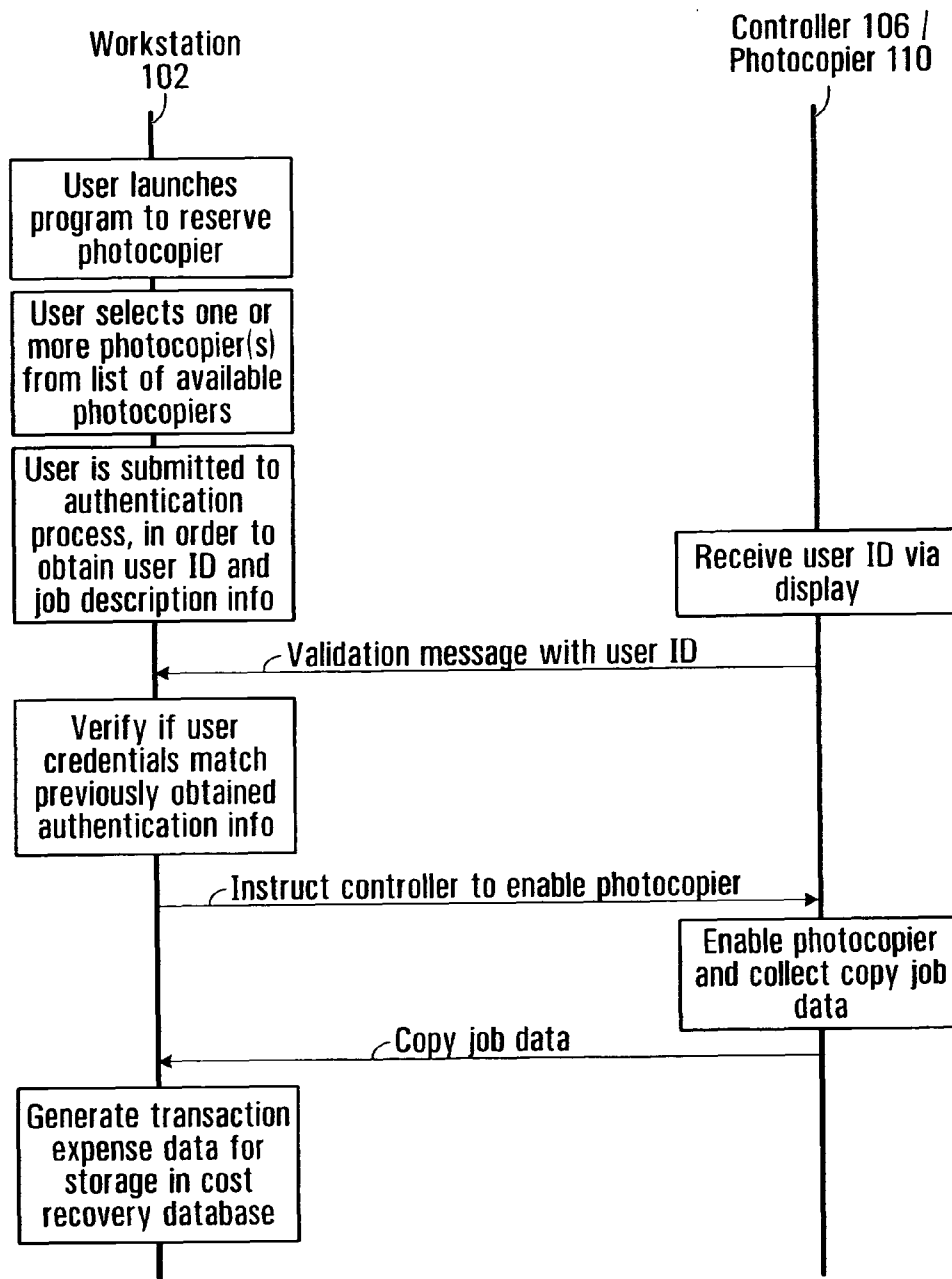 Workstation
102
Controller 106 /
Photocopier 110
User launches
program to reserve
photocopier
User selects one or
more photocopier(s)
from list of available
photocopiers
User is submitted to
authentication
process, in order to
obtain user ID and
job description info
Receive user ID via
display
Validation message with user ID
Verify if user
credentials match
previously obtained
authentication info
Instruct controller to enable photocopier
Enable photocopier
and collect copy job
data
Copy job data
Generate transaction
expense data for
storage in cost
recovery database